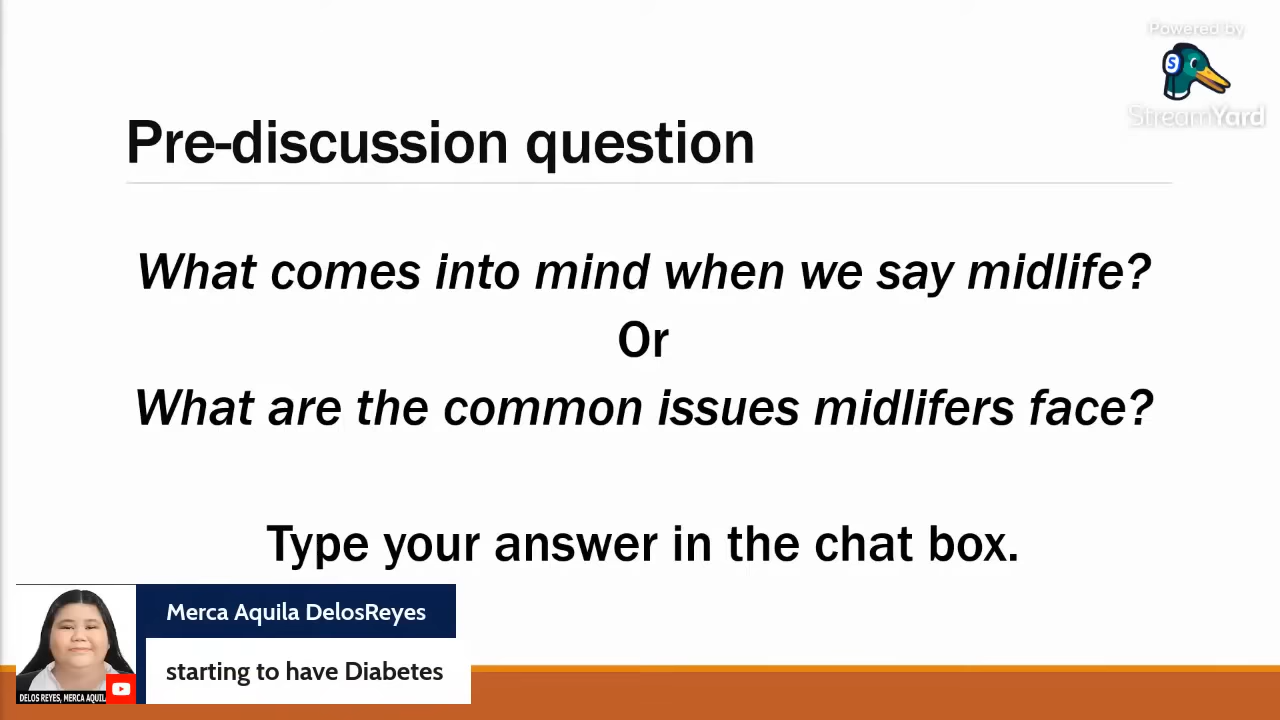 Powered by
StreamYard
Pre-discussion question
What comes into mind when we say midlife?
Or
What are the common issues midlifers face?
Type your answer in the chat box.
Merca Aquila DelosReyes
starting to have Diabetes
DELOS REYES, MERCA AQUILA